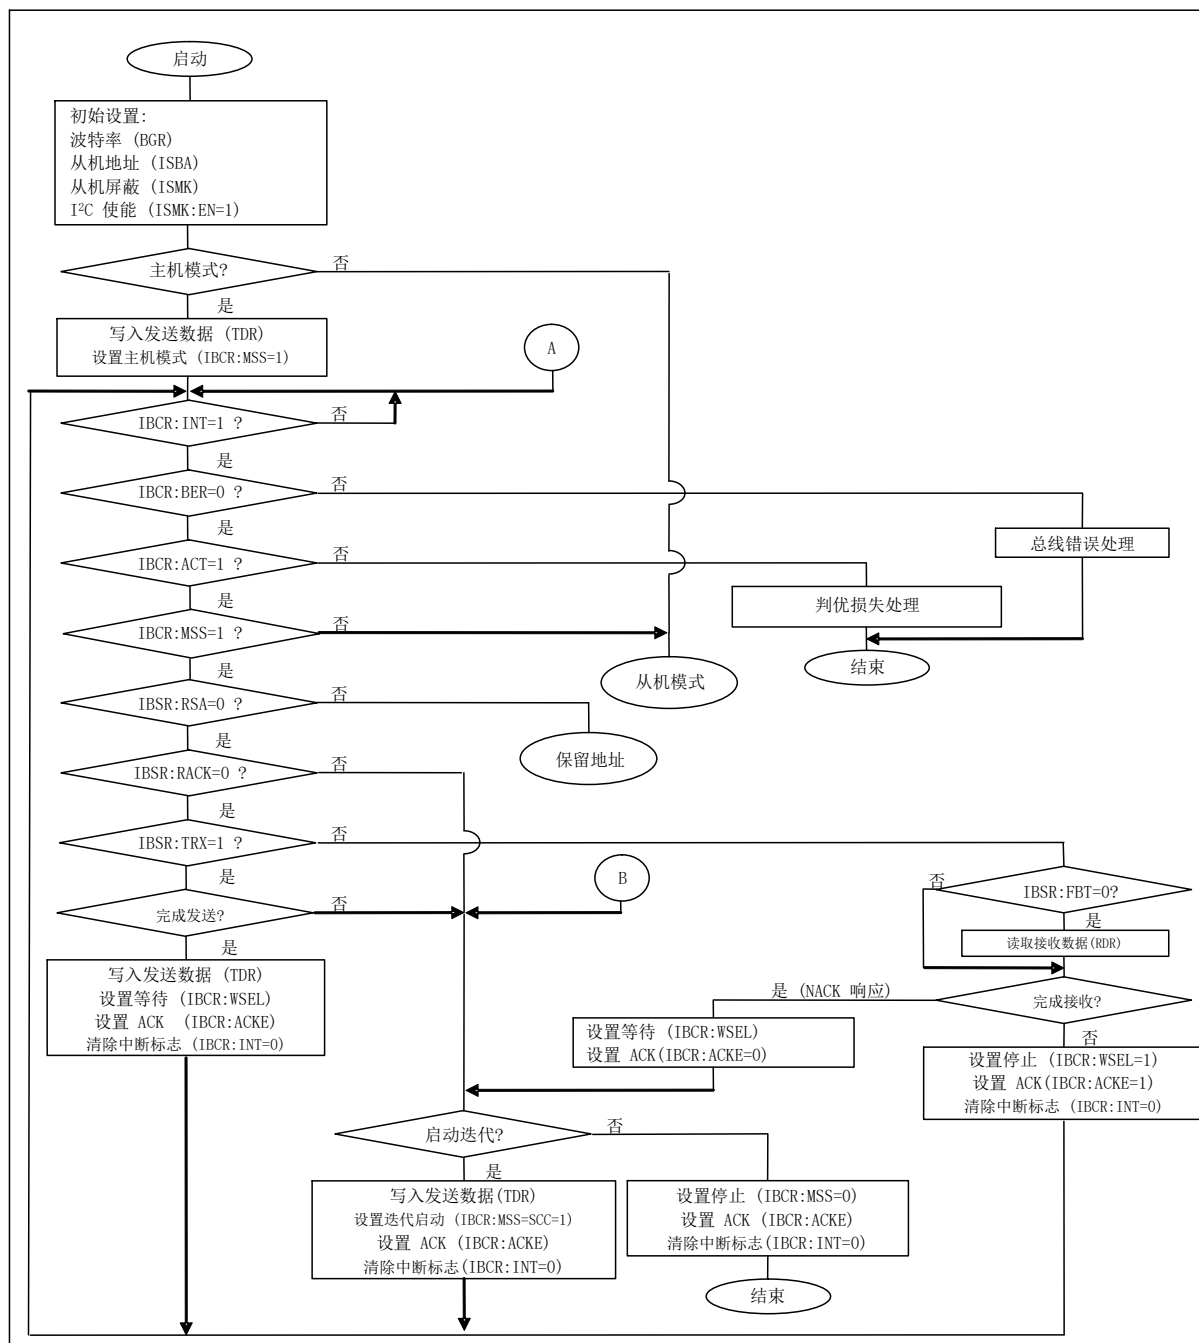 启动
初始设置:
波特率 (BGR)
从机地址 (ISBA)
从机屏蔽 (ISMK)
I²C 使能 (ISMK:EN=1)
主机模式?
否
是
写入发送数据 (TDR)
设置主机模式 (IBCR:MSS=1)
A
IBCR:INT=1 ?
否
是
IBCR:BER=0 ?
否
是
总线错误处理
IBCR:ACT=1 ?
否
是
判优损失处理
IBCR:MSS=1 ?
否
是
结束
从机模式
IBSR:RSA=0 ?
否
是
保留地址
IBSR:RACK=0 ?
否
是
IBSR:TRX=1 ?
否
是
B
IBSR:FBT=0?
否
是
完成发送?
否
是
读取接收数据(RDR)
写入发送数据 (TDR)
设置等待 (IBCR:WSEL)
设置 ACK (IBCR:ACKE)
清除中断标志 (IBCR:INT=0)
完成接收?
是 (NACK 响应)
否
设置等待 (IBCR:WSEL)
设置 ACK(IBCR:ACKE=0)
设置停止 (IBCR:WSEL=1)
设置 ACK(IBCR:ACKE=1)
清除中断标志 (IBCR:INT=0)
启动迭代?
否
是
写入发送数据(TDR)
设置迭代启动 (IBCR:MSS=SCC=1)
设置 ACK (IBCR:ACKE)
清除中断标志(IBCR:INT=0)
设置停止 (IBCR:MSS=0)
设置 ACK (IBCR:ACKE)
清除中断标志(IBCR:INT=0)
结束